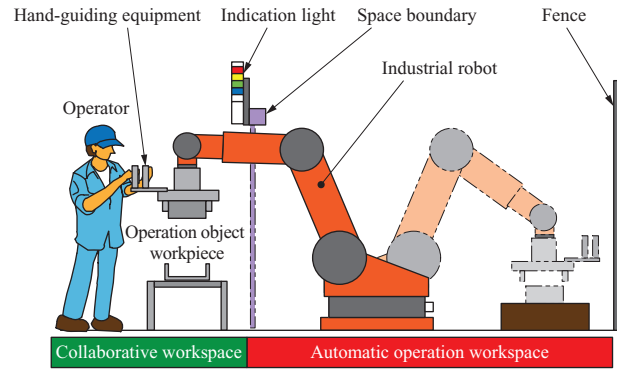 Hand-guiding equipment
Indication light
Space boundary
Fence
Industrial robot
Operator
Operation object
workpiece
Collaborative workspace
Automatic operation workspace